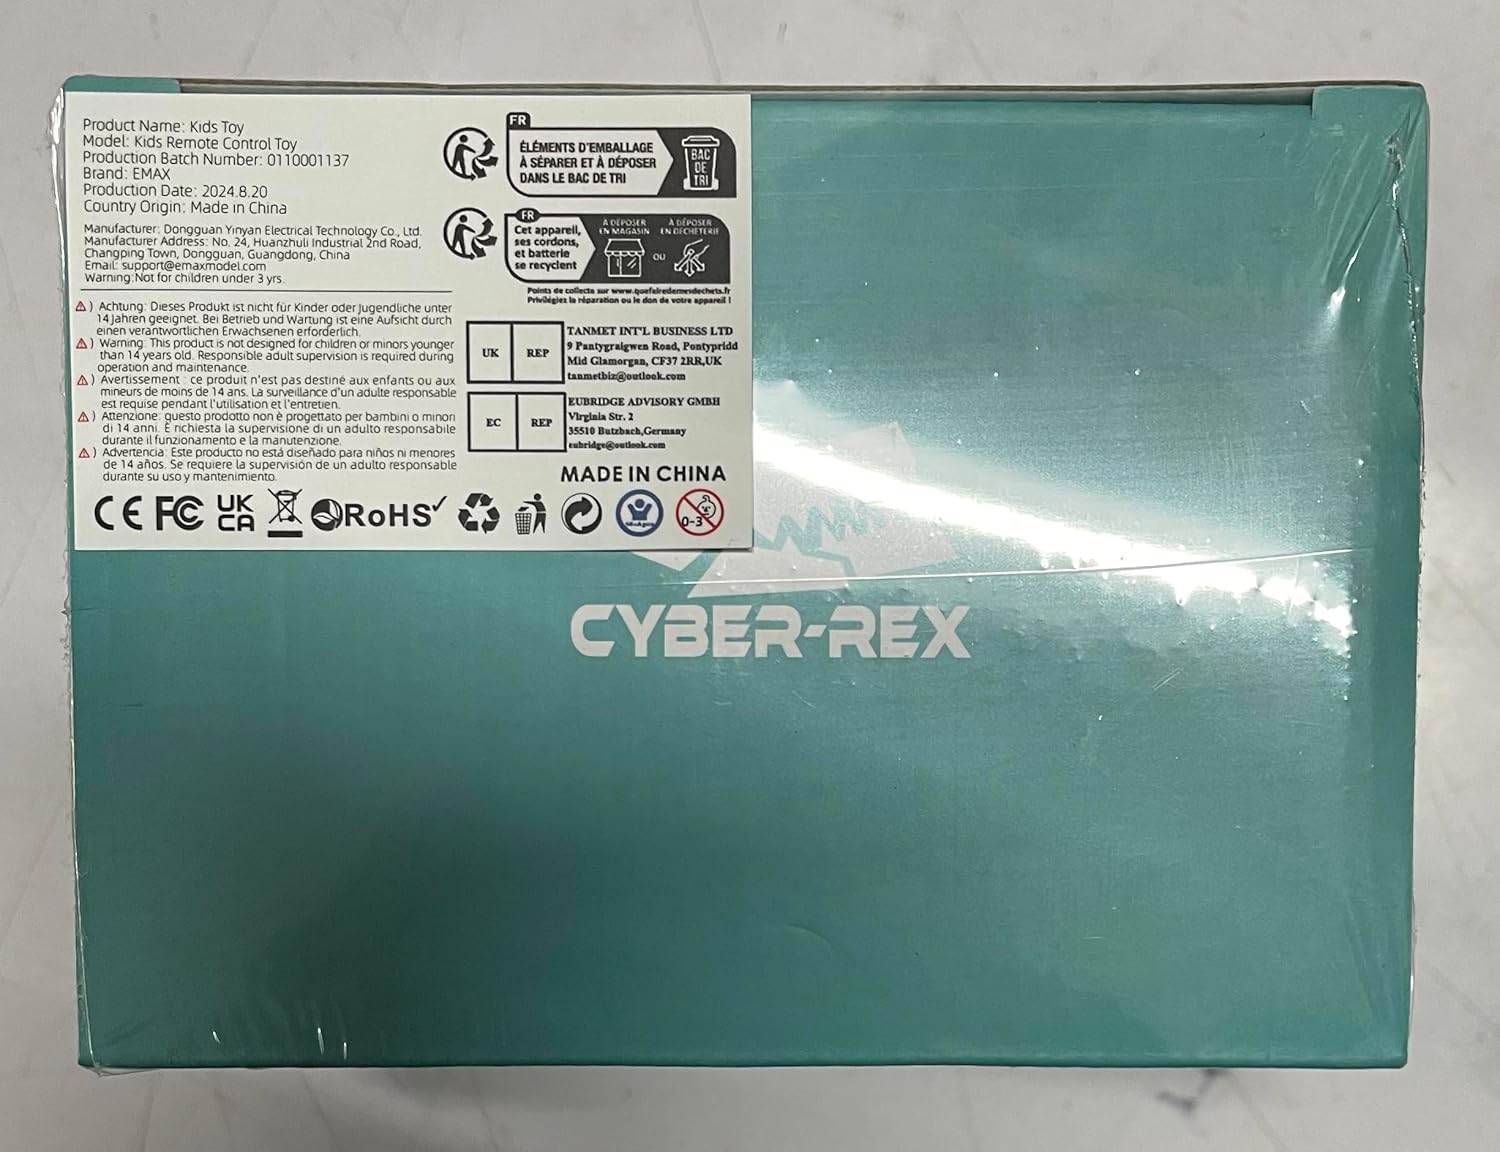 Product Name: Kids Toy
Model: Kids Remote Control Toy
Production Batch Number: 0110001137
Brand: EMAX
Production Date: 2024.8.20
Country Origin: Made in China
Manufacturer: Dongguan Yinyan Electrical Technology Co., Ltd.
Manufacturer Address: No. 24, Huanzhuli Industrial 2nd Road,
Changping Town, Dongguan, Guangdong, China
Email: support@emaxmodel.com
Warning:Not for children under 3 yrs.
Achtung: Dieses Produkt ist nicht für Kinder oder Jugendliche unter
14 Jahren geeignet. Bei Betrieb und Wartung ist eine Aufsicht durch
einen verantwortlichen Erwachsenen erforderlich.
Warning: This product is not designed for children or minors younger
than 14 years old. Responsible adult supervision is required during
operation and maintenance.
Avertissement : ce produit n'est pas destiné aux enfants ou aux
mineurs de moins de 14 ans. La surveillance d'un adulte responsable
est requise pendant l'utilisation et l'entretien.
Attenzione: questo prodotto non è progettato per bambini o minori
di 14 anni. È richiesta la supervisione di un adulto responsabile
durante il funzionamento e la manutenzione.
Advertencia: Este producto no está diseñado para niños ni menores
de 14 años. Se requiere la supervisión de un adulto responsable
durante su uso y mantenimiento.
FR
ÉLÉMENTS D'EMBALLAGE
À SÉPARER ET À DÉPOSER
DANS LE BAC DE TRI
BAC
DE
TRI
FR
Cet appareil,
ses cordons,
et batterie
se recyclent
À DÉPOSER
EN MAGASIN
OU
À DÉPOSER
EN DÉCHÈTERIE
Points de collecte sur www.quefairedemesdechets.fr
Privilégiez la réparation ou le don de votre appareil !
UK REP
TANMET INT'L BUSINESS LTD
9 Pantygraigwen Road, Pontypridd
Mid Glamorgan, CF37 2RR,UK
tanmetbiz@outlook.com
EC REP
EUBRIDGE ADVISORY GMBH
Virginia Str. 2
35510 Butzbach,Germany
eubridge@outlook.com
MADE IN CHINA
CE FC UK
CA
RoHS
0-3
CYBER-REX